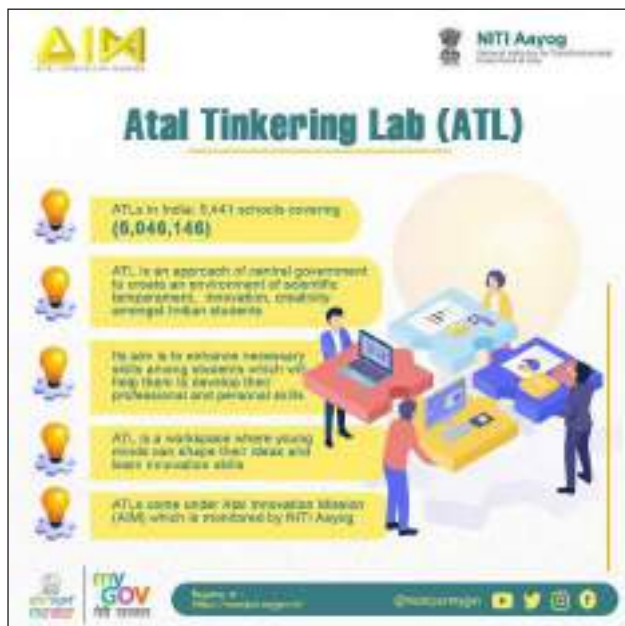 AIM
NITI Aayog
Atal Tinkering Lab (ATL)
ATLs in India: schools covering
(6,046,146)
ATL is an approach of central government
to create an environment of scientific
temperament, innovation, creativity
amongst Indian students
Its aim is to enhance necessary
skills among students which will
help them to develop their
professional and personal skills
ATL is a workspace where young
minds can shape their ideas and
learn innovation skills
ATLs come under Atal Innovation Mission
(AIM) which is monitored by NITI Aayog
my
GOV
मेरी सरकार